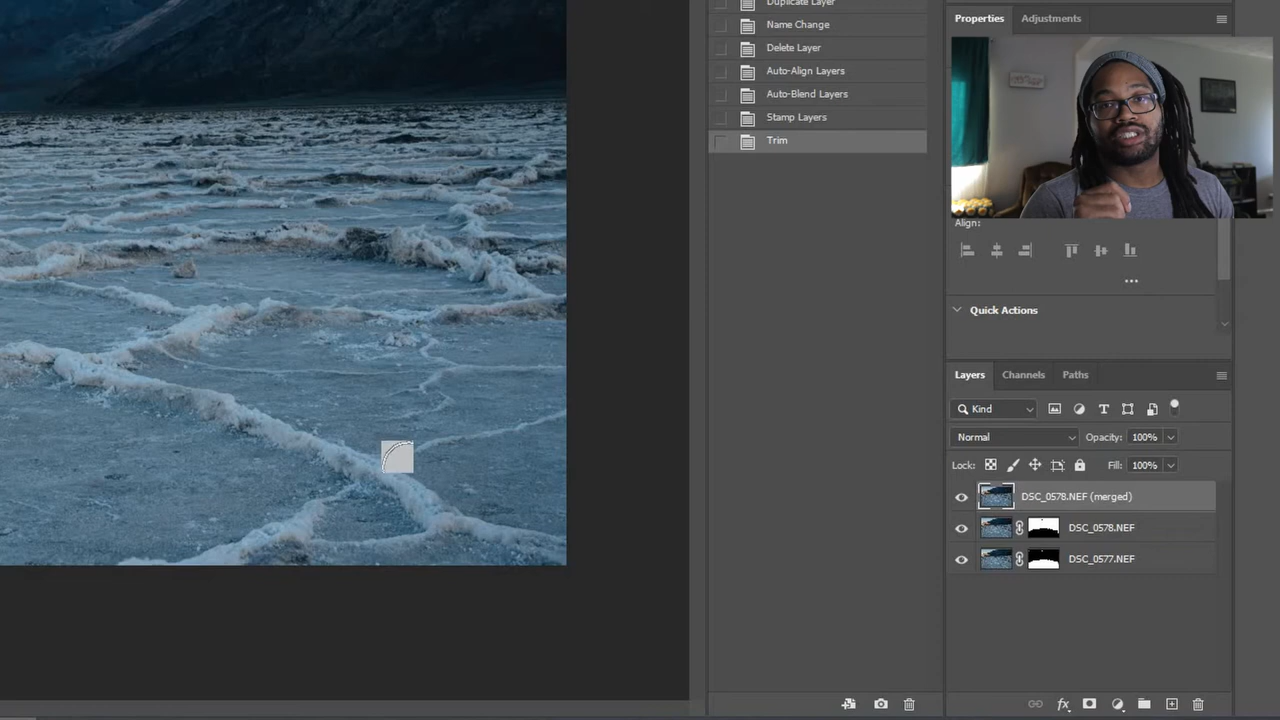 Duplicate Layer
Name Change
Delete Layer
Auto-Align Layers
Auto-Blend Layers
Stamp Layers
Trim
Properties
Adjustments
Align:
Quick Actions
Layers
Channels
Paths
Kind
Normal
Opacity: 100%
Lock:
Fill: 100%
DSC_0578.NEF (merged)
DSC_0578.NEF
DSC_0577.NEF
fx